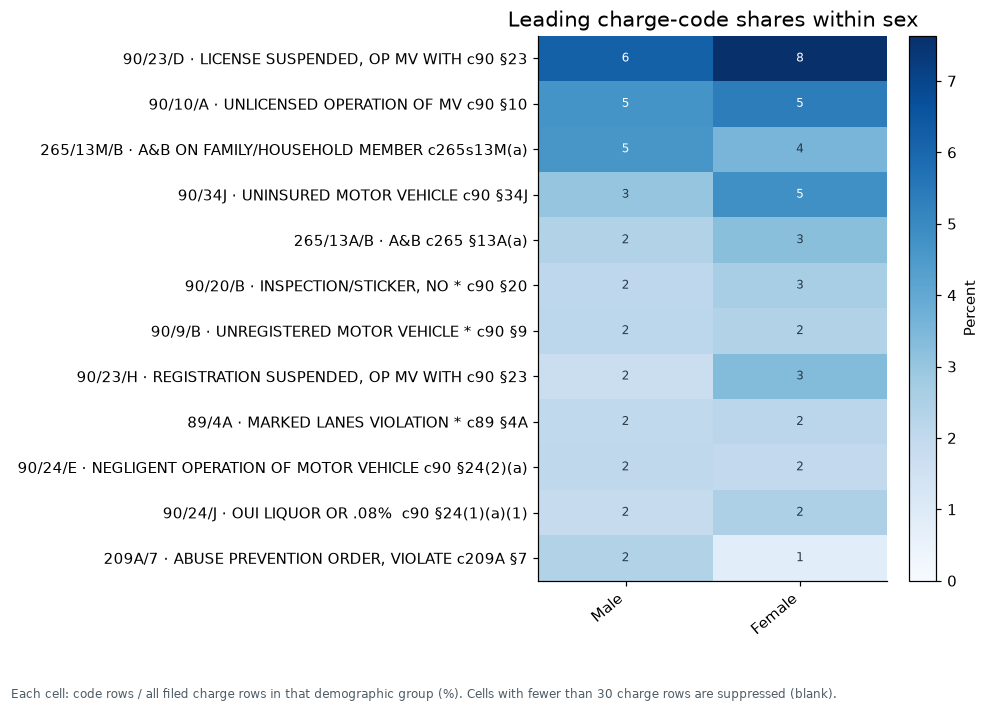 Leading charge-code shares within sex
90/23/D · LICENSE SUSPENDED, OP MV WITH c90 §23 6 8
90/10/A · UNLICENSED OPERATION OF MV c90 §10 5 5
265/13M/B · A&B ON FAMILY/HOUSEHOLD MEMBER c265s13M(a) 5 4
90/34J · UNINSURED MOTOR VEHICLE c90 §34J 3 5
265/13A/B · A&B c265 §13A(a) 2 3
90/20/B · INSPECTION/STICKER, NO * c90 §20 2 3
90/9/B · UNREGISTERED MOTOR VEHICLE * c90 §9 2 2
90/23/H · REGISTRATION SUSPENDED, OP MV WITH c90 §23 2 3
89/4A · MARKED LANES VIOLATION * c89 §4A 2 2
90/24/E · NEGLIGENT OPERATION OF MOTOR VEHICLE c90 §24(2)(a) 2 2
90/24/J · OUI LIQUOR OR .08%  c90 §24(1)(a)(1) 2 2
209A/7 · ABUSE PREVENTION ORDER, VIOLATE c209A §7 2 1
Male Female
7
6
5
4
3
2
1
0
Percent
Each cell: code rows / all filed charge rows in that demographic group (%). Cells with fewer than 30 charge rows are suppressed (blank).